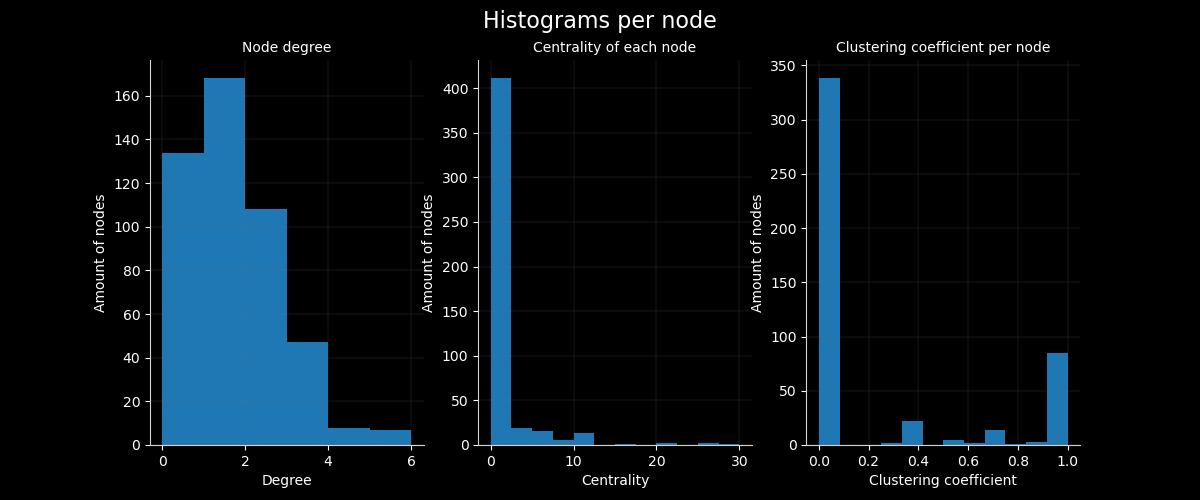 Histograms per node
Node degree
Amount of nodes
0
20
40
60
80
100
120
140
160
0 2 4 6
Degree
Centrality of each node
Amount of nodes
0
50
100
150
200
250
300
350
400
0 10 20 30
Centrality
Clustering coefficient per node
Amount of nodes
0
50
100
150
200
250
300
350
0.0 0.2 0.4 0.6 0.8 1.0
Clustering coefficient